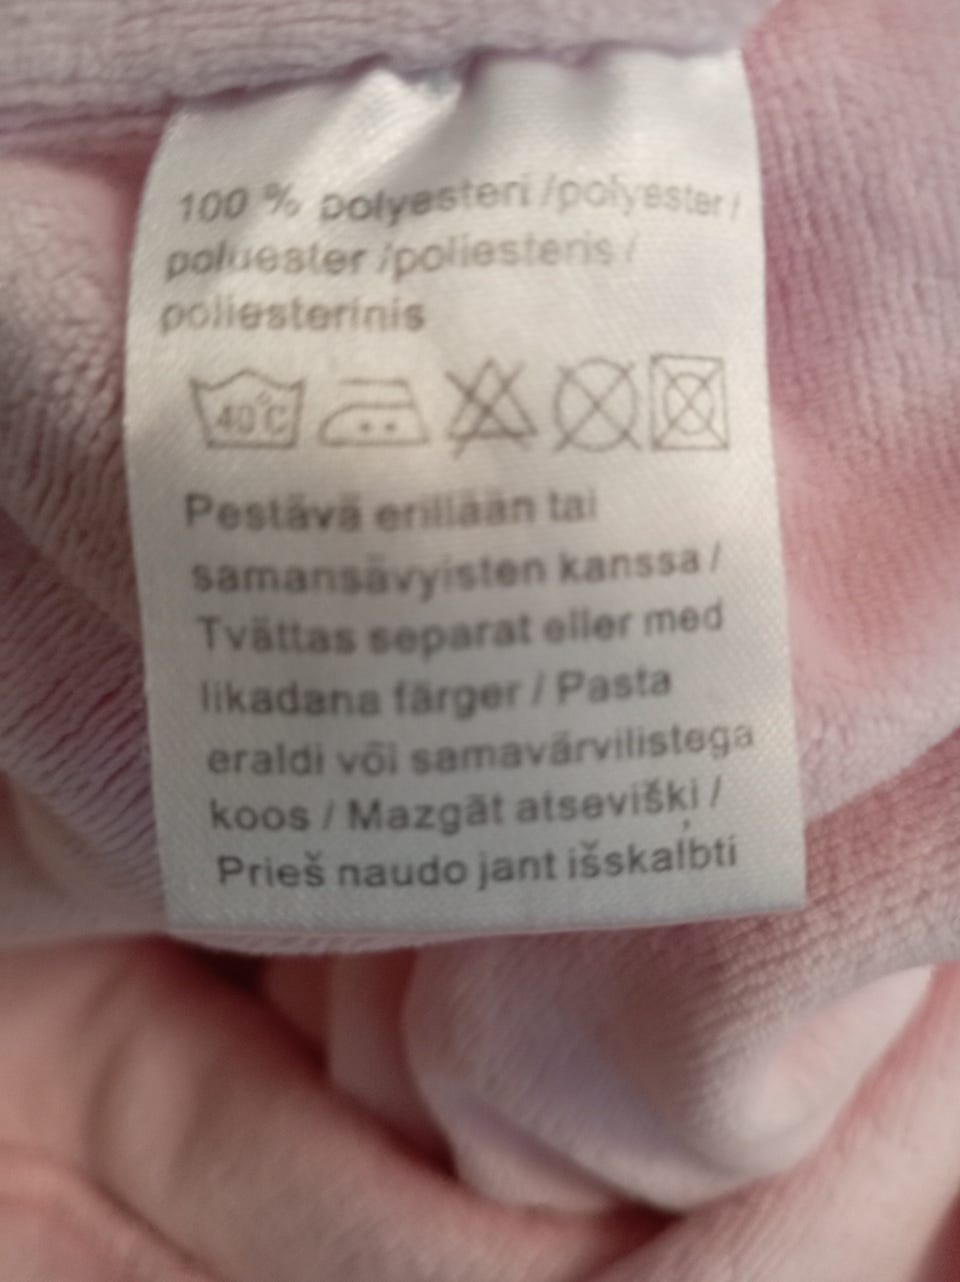 100 % polyesteri /polyester/
poluester /poliesteris /
poliesterinis
40°C
Pestävä erillään tai
samansävyisten kanssa /
Tvättas separat eller med
likadana färger / Pasta
eraldi või samavärvilistega
koos / Mazgāt atsevišķi /
Prieš naudo jant išskalbti